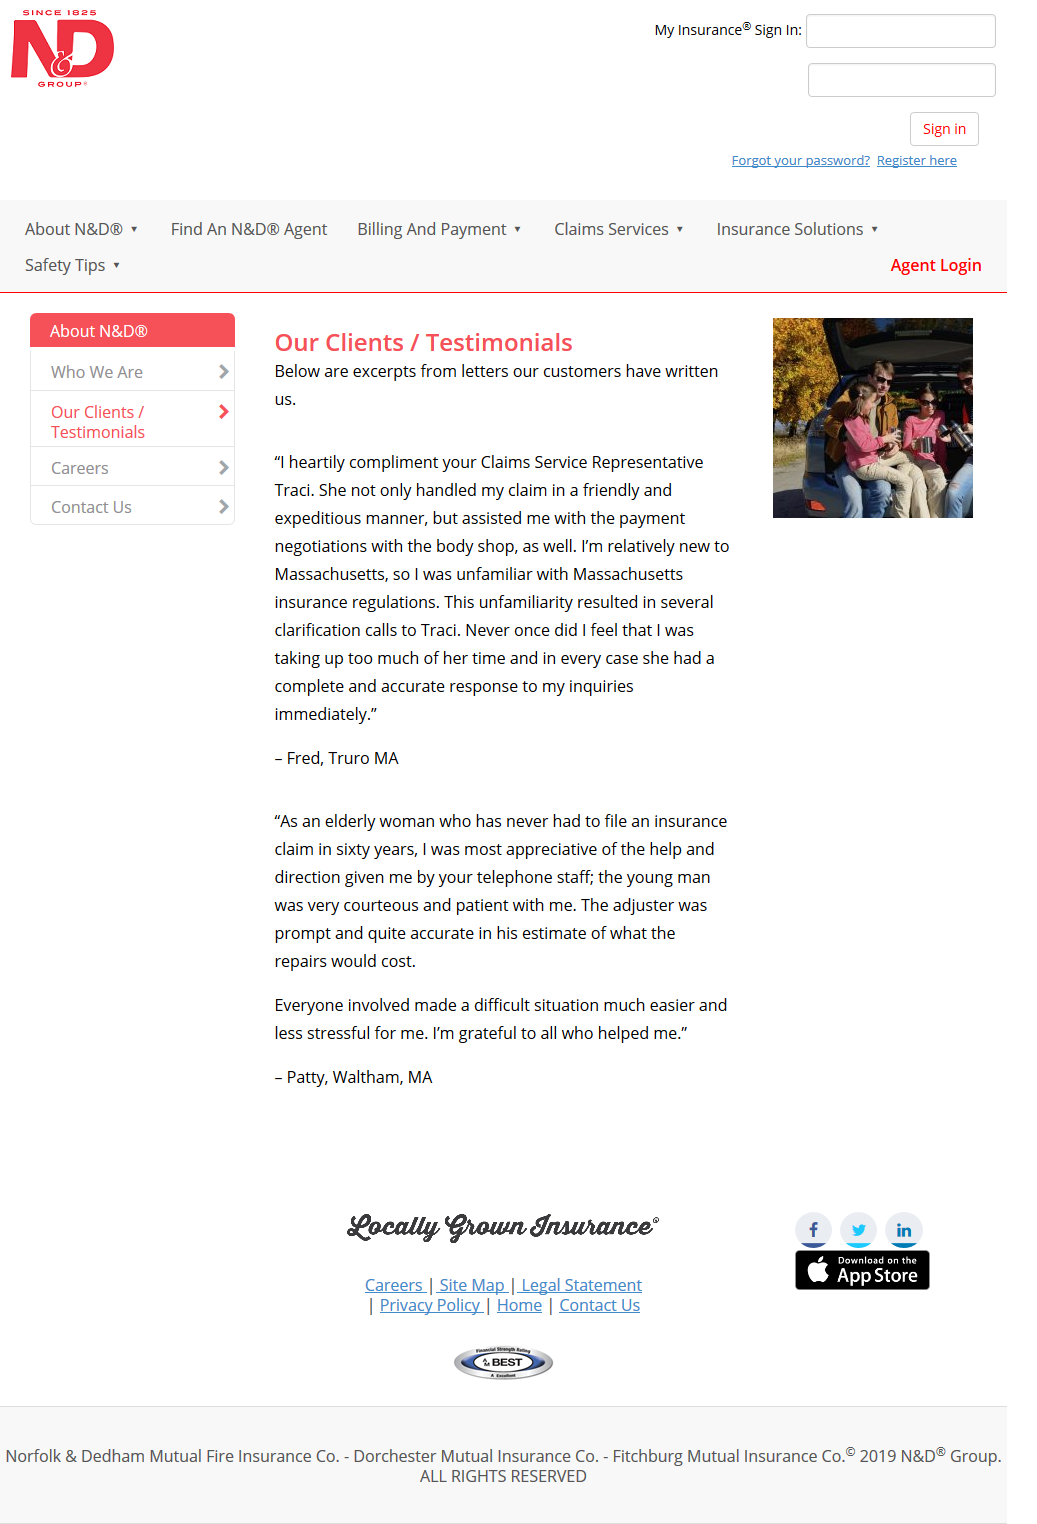 SINCE 1825
N&D
GROUP®
My Insurance® Sign In:
Sign in
Forgot your password? Register here
About N&D® ▼ Find An N&D® Agent Billing And Payment ▼ Claims Services ▼ Insurance Solutions ▼
Safety Tips ▼ Agent Login
About N&D®
Who We Are
Our Clients /
Testimonials
Careers
Contact Us
Our Clients / Testimonials
Below are excerpts from letters our customers have written
us.
“I heartily compliment your Claims Service Representative
Traci. She not only handled my claim in a friendly and
expeditious manner, but assisted me with the payment
negotiations with the body shop, as well. I’m relatively new to
Massachusetts, so I was unfamiliar with Massachusetts
insurance regulations. This unfamiliarity resulted in several
clarification calls to Traci. Never once did I feel that I was
taking up too much of her time and in every case she had a
complete and accurate response to my inquiries
immediately.”
– Fred, Truro MA
“As an elderly woman who has never had to file an insurance
claim in sixty years, I was most appreciative of the help and
direction given me by your telephone staff; the young man
was very courteous and patient with me. The adjuster was
prompt and quite accurate in his estimate of what the
repairs would cost.
Everyone involved made a difficult situation much easier and
less stressful for me. I’m grateful to all who helped me.”
– Patty, Waltham, MA
Locally Grown Insurance®
Careers | Site Map | Legal Statement
| Privacy Policy | Home | Contact Us
f
in
Download on the
App Store
Financial Strength Rating
AM BEST
A Excellent
Norfolk & Dedham Mutual Fire Insurance Co. - Dorchester Mutual Insurance Co. - Fitchburg Mutual Insurance Co.© 2019 N&D® Group.
ALL RIGHTS RESERVED